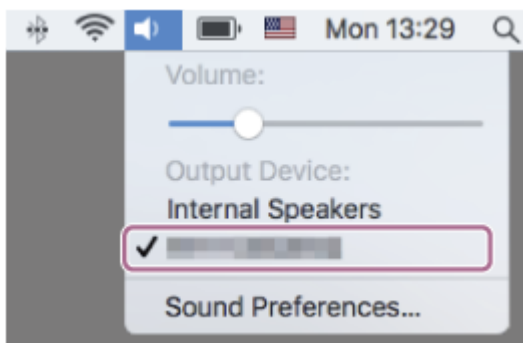 Mon 13:29
Volume:
Output Device:
Internal Speakers
Sound Preferences...